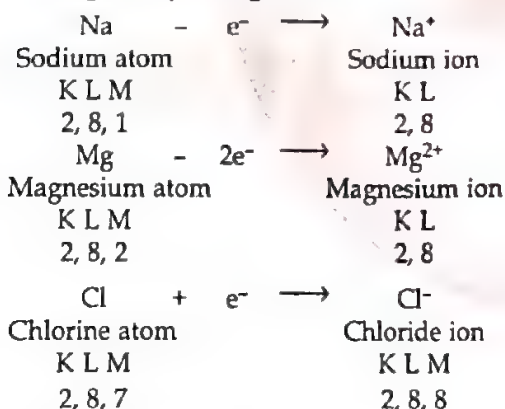 Na – e⁻ ⟶ Na⁺
Sodium atom Sodium ion
K L M K L
2, 8, 1 2, 8
Mg – 2e⁻ ⟶ Mg²⁺
Magnesium atom Magnesium ion
K L M K L
2, 8, 2 2, 8
Cl + e⁻ ⟶ Cl⁻
Chlorine atom Chloride ion
K L M K L M
2, 8, 7 2, 8, 8